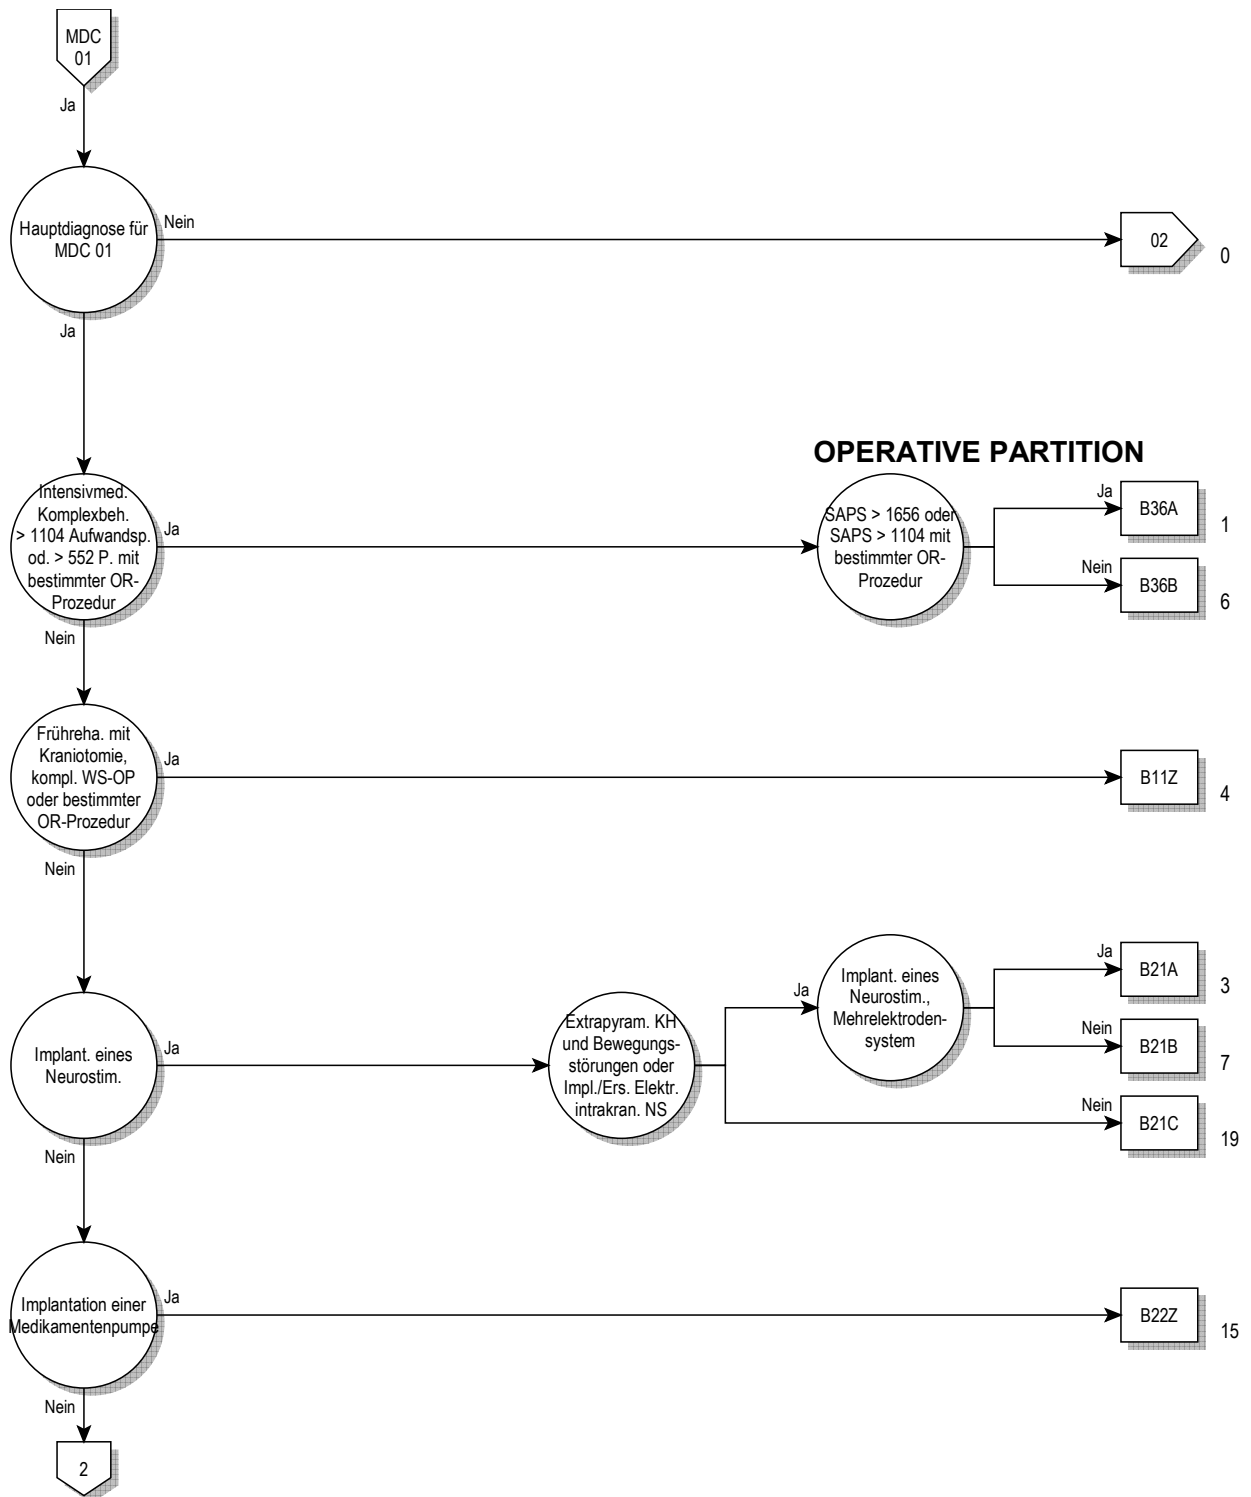 MDC
01
Ja
Hauptdiagnose für
MDC 01
Nein
02
0
Ja
OPERATIVE PARTITION
Intensivmed.
Komplexbeh.
> 1104 Aufwandsp.
od. > 552 P. mit
bestimmter OR-
Prozedur
Ja
SAPS > 1656 oder
SAPS > 1104 mit
bestimmter OR-
Prozedur
Ja
B36A
1
Nein
B36B
6
Nein
Frühreha. mit
Kraniotomie,
kompl. WS-OP
oder bestimmter
OR-Prozedur
Ja
B11Z
4
Nein
Implant. eines
Neurostim.
Ja
Extrapyram. KH
und Bewegungs-
störungen oder
Impl./Ers. Elektr.
intrakran. NS
Ja
Implant. eines
Neurostim.,
Mehrelektroden-
system
Ja
B21A
3
Nein
B21B
7
Nein
B21C
19
Nein
Implantation einer
Medikamentenpumpe
Ja
B22Z
15
Nein
2